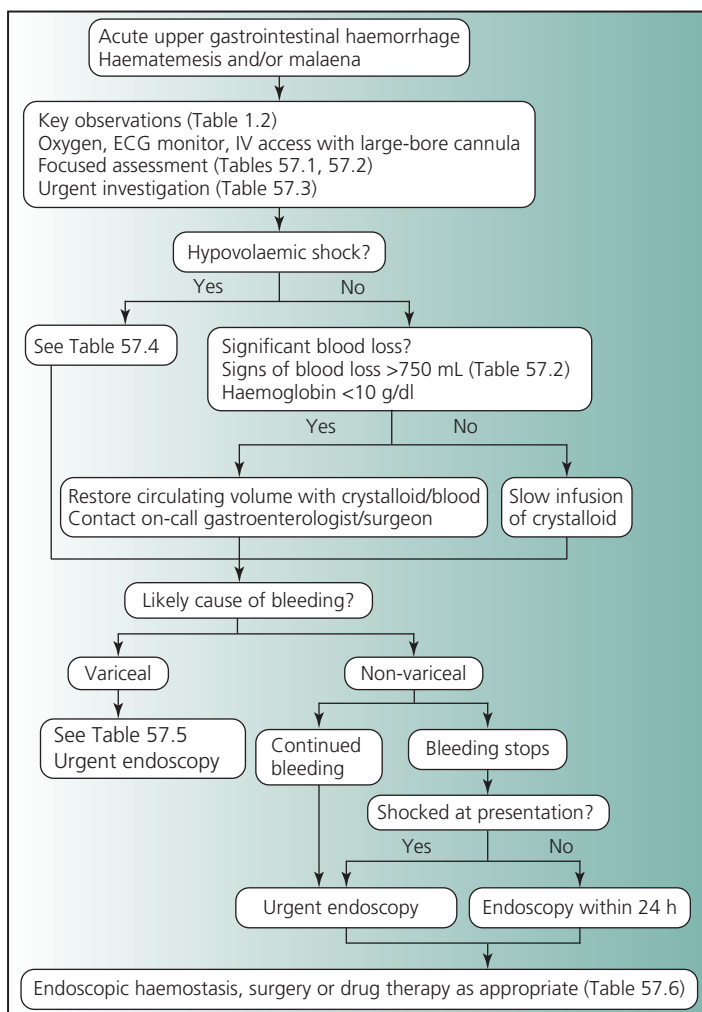 Acute upper gastrointestinal haemorrhage
Haematemesis and/or malaena
Key observations (Table 1.2)
Oxygen, ECG monitor, IV access with large-bore cannula
Focused assessment (Tables 57.1, 57.2)
Urgent investigation (Table 57.3)
Hypovolaemic shock?
Yes
No
See Table 57.4
Significant blood loss?
Signs of blood loss >750 mL (Table 57.2)
Haemoglobin <10 g/dl
Yes
No
Restore circulating volume with crystalloid/blood
Contact on-call gastroenterologist/surgeon
Slow infusion
of crystalloid
Likely cause of bleeding?
Variceal
Non-variceal
See Table 57.5
Urgent endoscopy
Continued
bleeding
Bleeding stops
Shocked at presentation?
Yes
No
Urgent endoscopy
Endoscopy within 24 h
Endoscopic haemostasis, surgery or drug therapy as appropriate (Table 57.6)